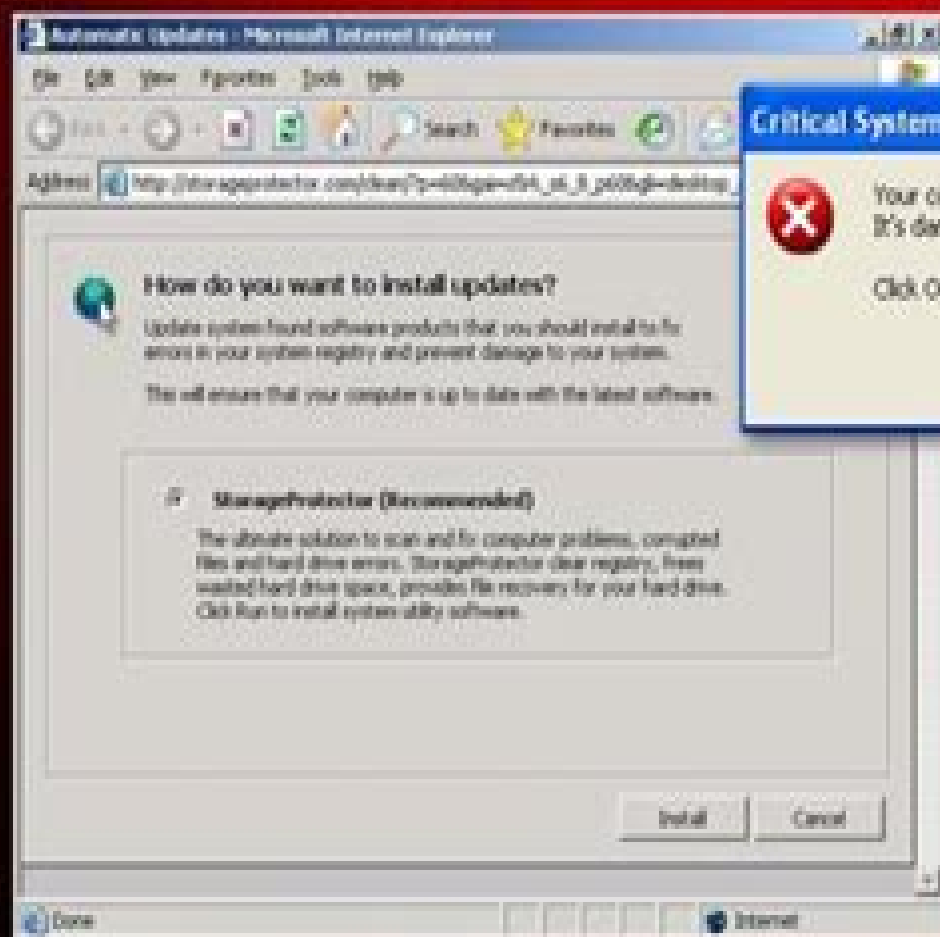 Automatic Updates - Microsoft Internet Explorer
File Edit View Favorites Tools Help
Search Favorites
Address
How do you want to install updates?
Update system found software products that you should install to fix
errors in your system registry and prevent damage to your system.
This will ensure that your computer is up to date with the latest software.
StorageProtector (Recommended)
The ultimate solution to scan and fix computer problems, corrupted
files and hard drive errors. StorageProtector clear registry, frees
wasted hard drive space, provides file recovery for your hard drive.
Click Run to install system utility software.
Install Cancel
Done Internet
Critical System
Your c
It's da
Click O